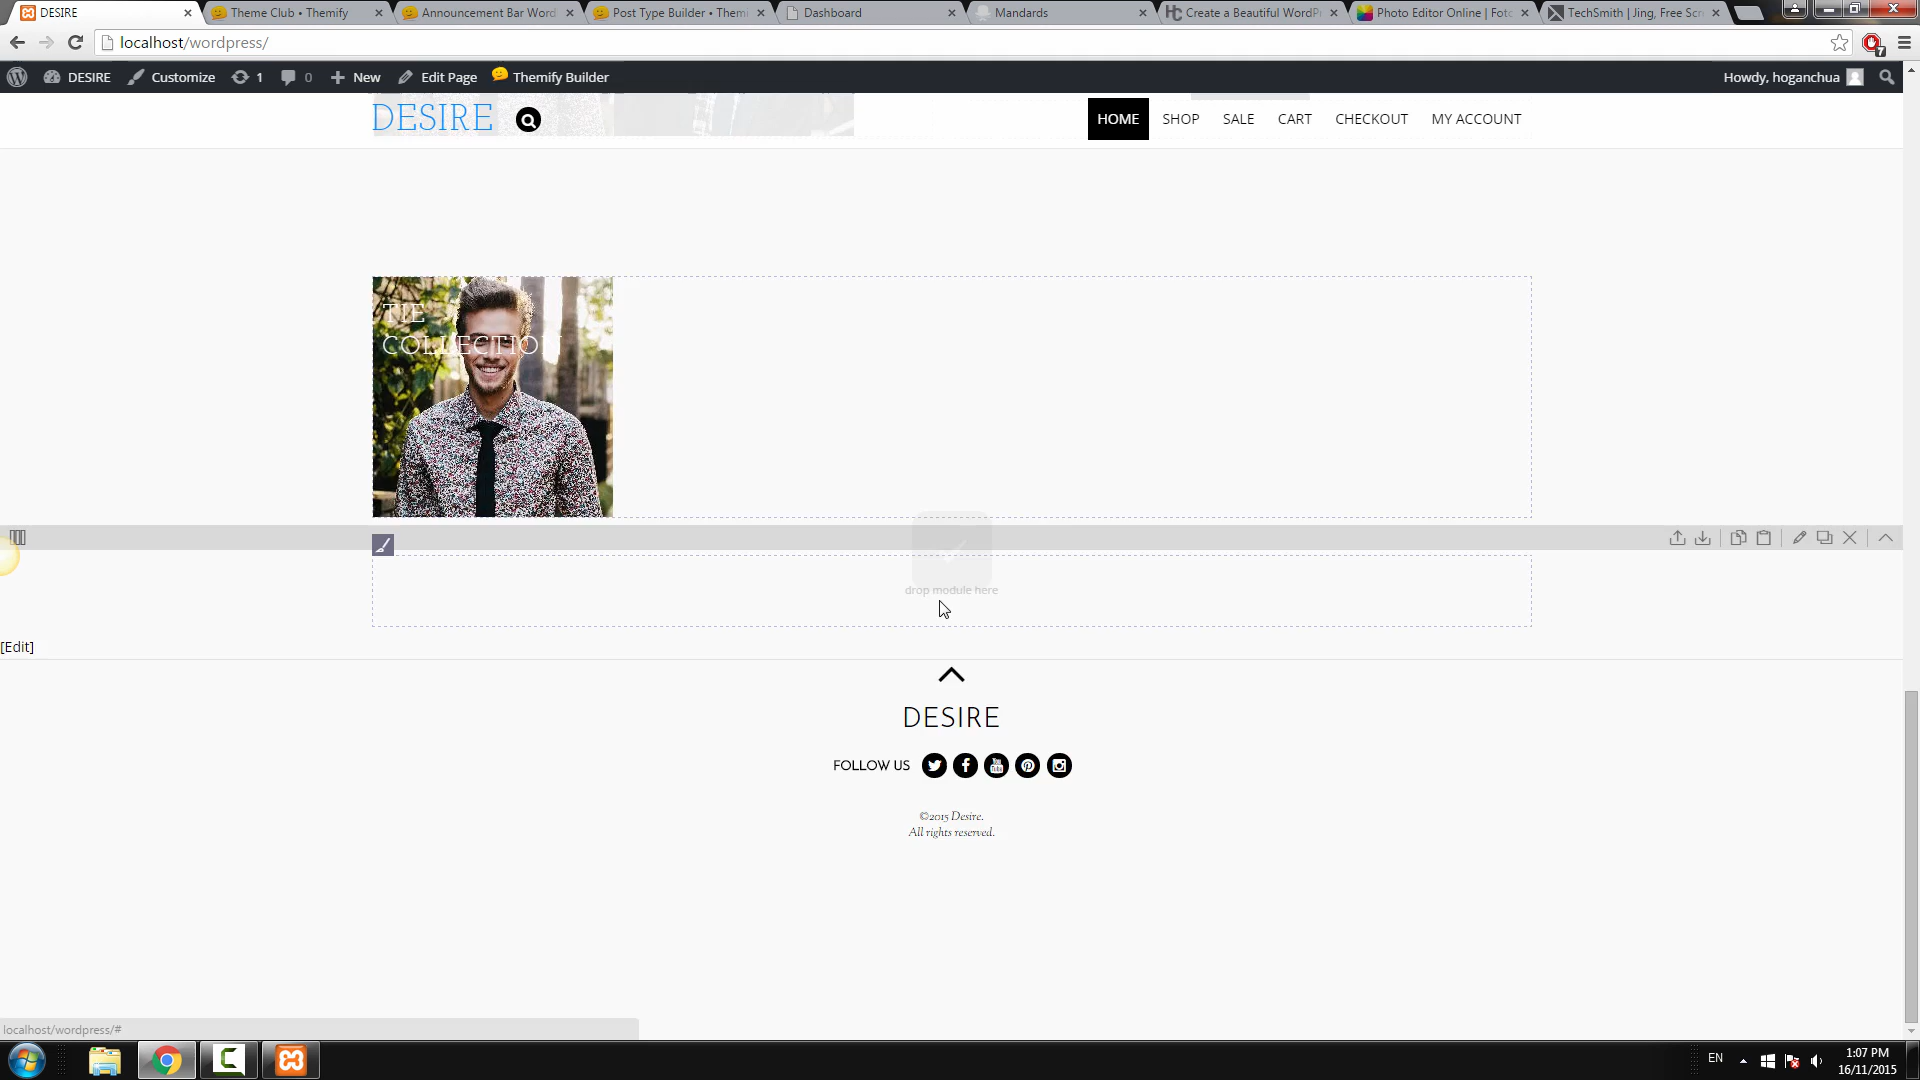 DESIRE
Theme Club • Themify
Announcement Bar Word
Post Type Builder • Themi
Dashboard
Mandards
Create a Beautiful WordPr
Photo Editor Online | Foto
TechSmith | Jing, Free Scr
localhost/wordpress/
7
DESIRE
Customize
1
0
New
Edit Page
Themify Builder
Howdy, hoganchua
DESIRE
HOME
SHOP
SALE
CART
CHECKOUT
MY ACCOUNT
TIE
COLLECTION
drop module here
[Edit]
DESIRE
FOLLOW US
©2015 Desire.
All rights reserved.
localhost/wordpress/#
EN
1:07 PM
16/11/2015